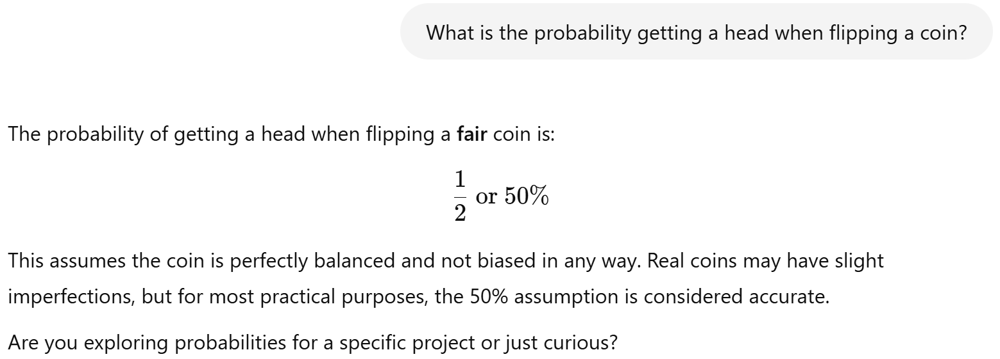 What is the probability getting a head when flipping a coin?
The probability of getting a head when flipping a fair coin is:
1
2
or 50%
This assumes the coin is perfectly balanced and not biased in any way. Real coins may have slight
imperfections, but for most practical purposes, the 50% assumption is considered accurate.
Are you exploring probabilities for a specific project or just curious?